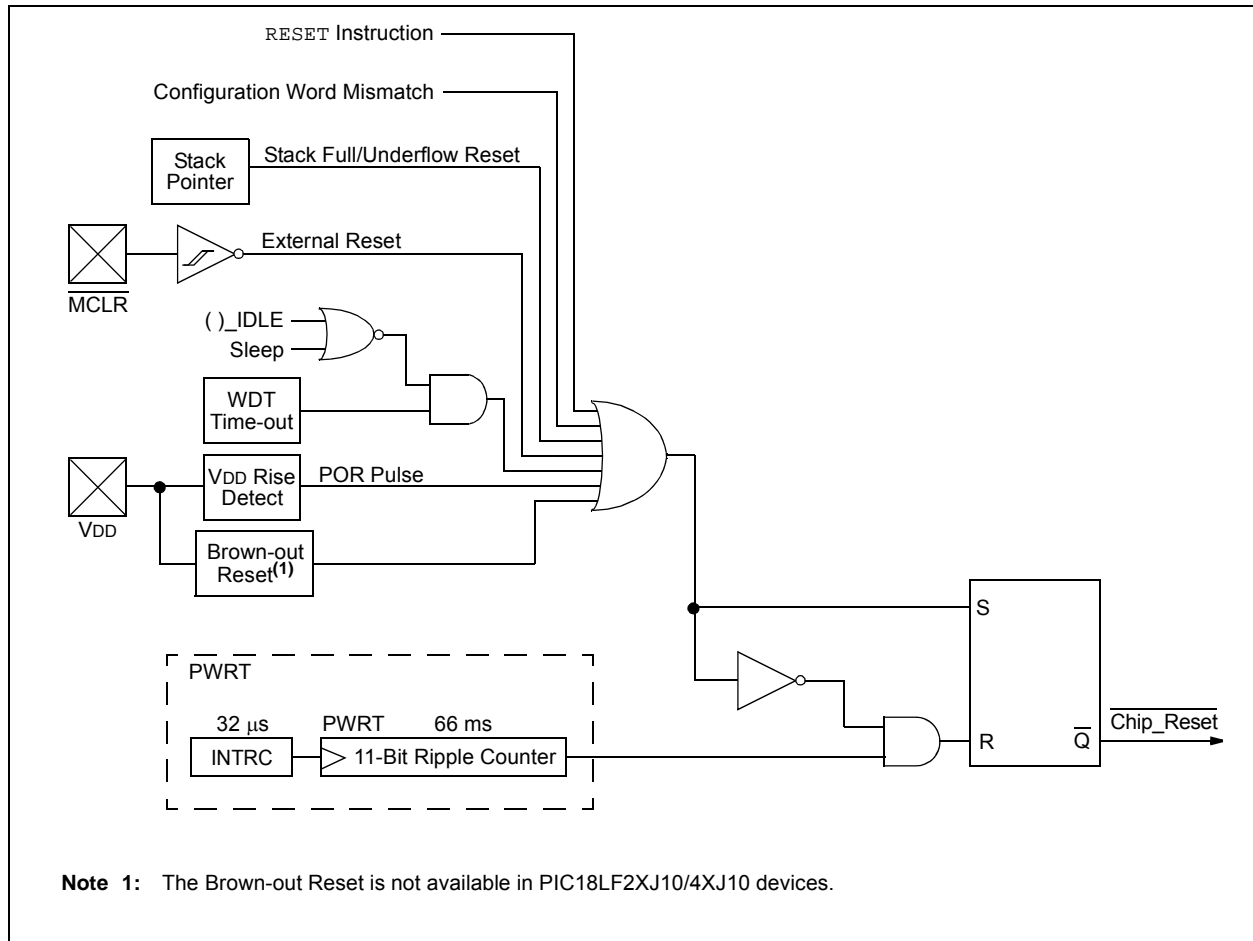 RESET Instruction
Configuration Word Mismatch
Stack
Pointer
Stack Full/Underflow Reset
External Reset
MCLR
( )_IDLE
Sleep
WDT
Time-out
VDD Rise
Detect
POR Pulse
VDD
Brown-out
Reset(1)
S
PWRT
32 μs
PWRT
66 ms
INTRC
11-Bit Ripple Counter
R
Q
Chip_Reset
Note 1: The Brown-out Reset is not available in PIC18LF2XJ10/4XJ10 devices.